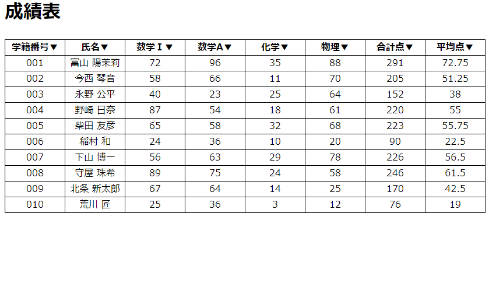 成績表
学籍番号▼ 氏名▼ 数学Ⅰ▼ 数学A▼ 化学▼ 物理▼ 合計点▼ 平均点▼
001 富山 陽茉莉 72 96 35 88 291 72.75
002 今西 琴音 58 66 11 70 205 51.25
003 永野 公平 40 23 25 64 152 38
004 野崎 日奈 87 54 18 61 220 55
005 柴田 友彦 65 58 32 68 223 55.75
006 稲村 和 24 36 10 20 90 22.5
007 下山 博一 56 63 29 78 226 56.5
008 守屋 珠希 89 75 24 58 246 61.5
009 北条 新太郎 67 64 14 25 170 42.5
010 荒川 匠 25 36 3 12 76 19